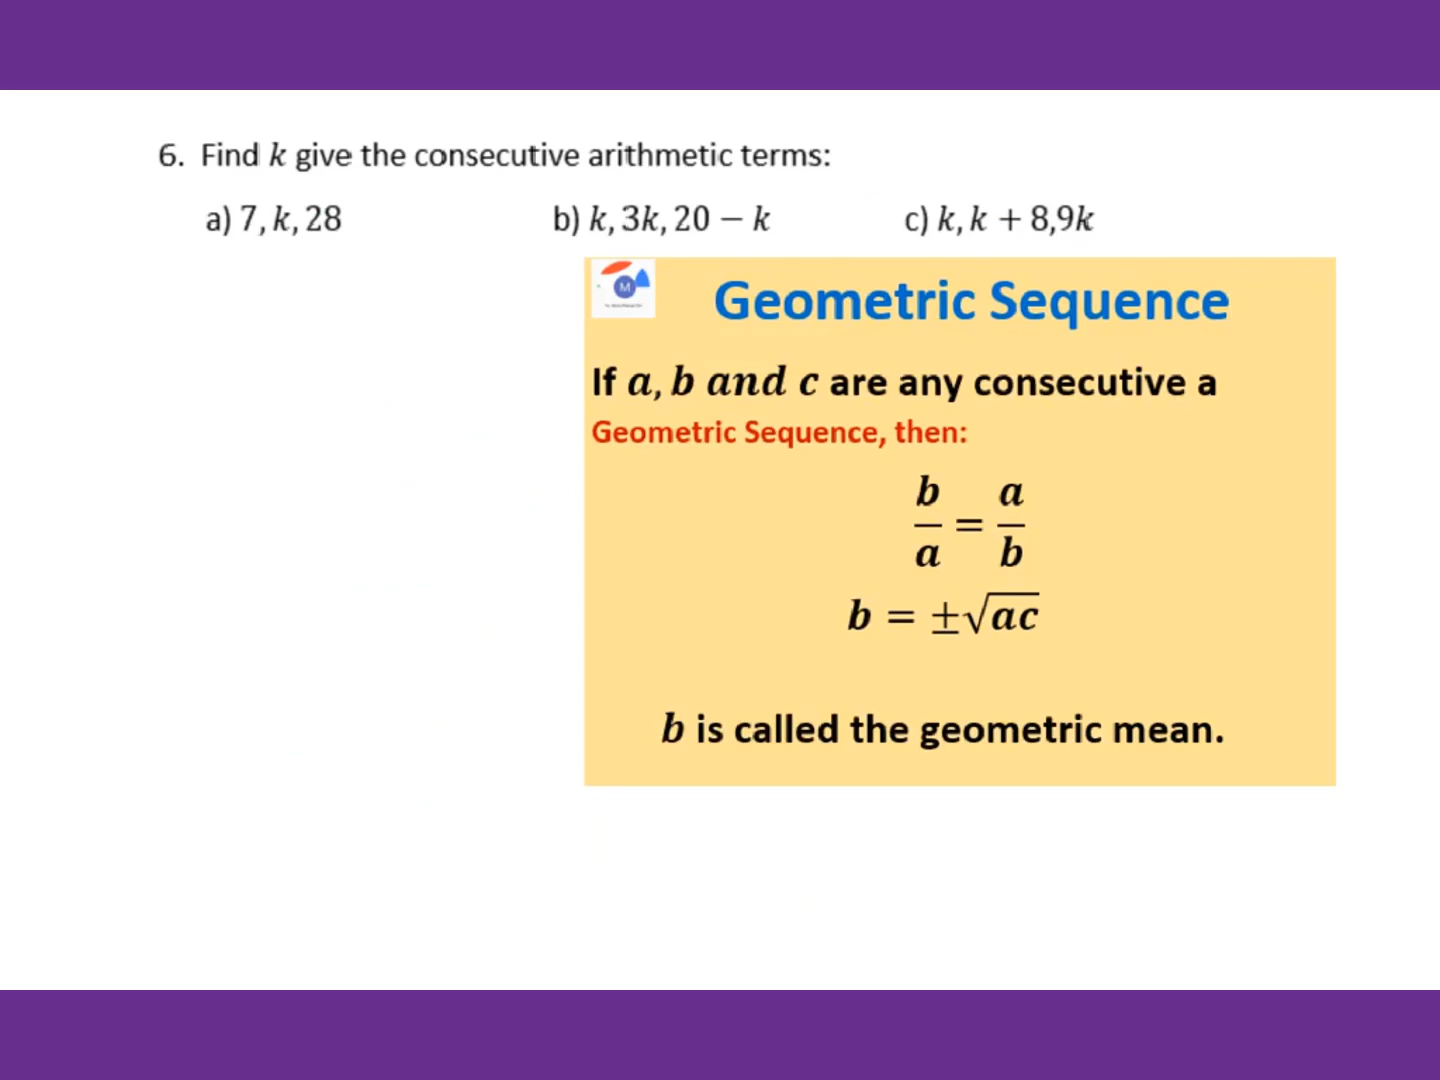 6. Find k give the consecutive arithmetic terms:
a) 7, k, 28 b) k, 3k, 20 − k c) k, k + 8,9k
M
Geometric Sequence
If a, b and c are any consecutive a
Geometric Sequence, then:
b/a = a/b
b = ±√ac
b is called the geometric mean.